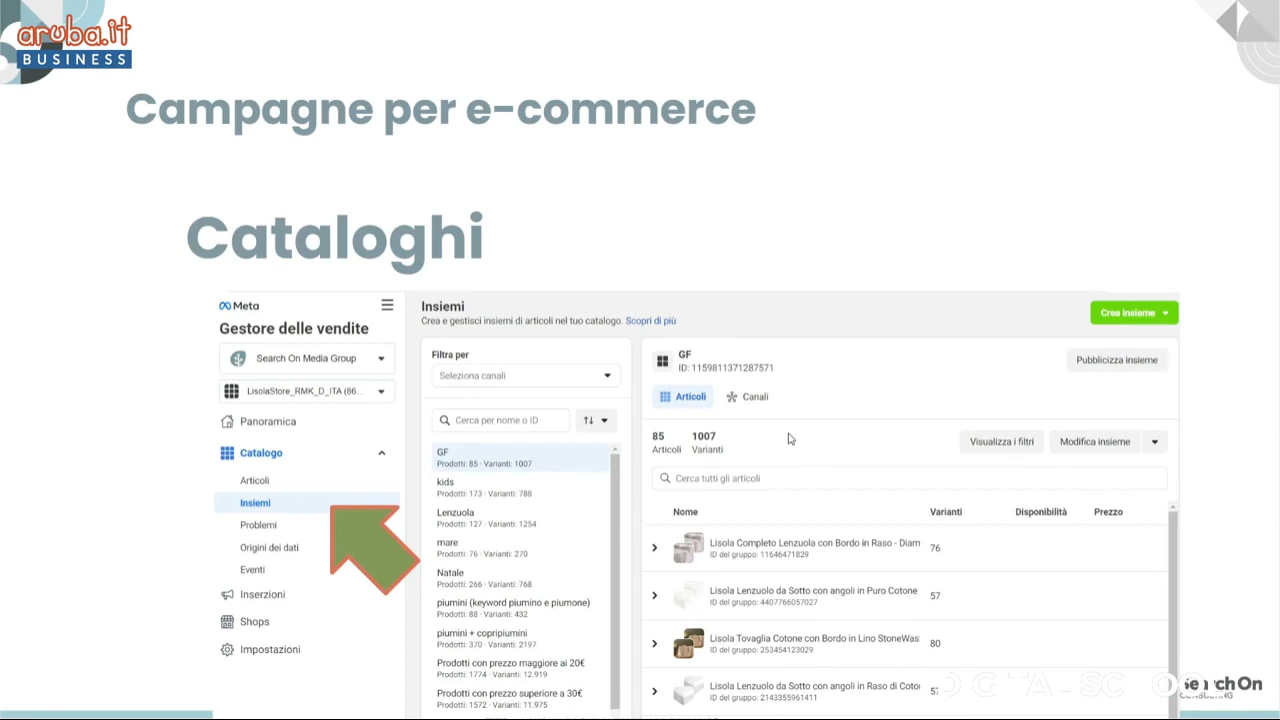 aruba.it
BUSINESS
Campagne per e-commerce
Cataloghi
Meta
Gestore delle vendite
Search On Media Group
LisolaStore_RMK_D_ITA (86...
Panoramica
Catalogo
Articoli
Insiemi
Problemi
Origini dei dati
Eventi
Inserzioni
Shops
Impostazioni
Insiemi
Crea e gestisci insiemi di articoli nel tuo catalogo. Scopri di più
Crea insieme
Filtra per
Seleziona canali
Cerca per nome o ID
GF
Prodotti: 85 · Varianti: 1007
kids
Prodotti: 173 · Varianti: 788
Lenzuola
Prodotti: 127 · Varianti: 1254
mare
Prodotti: 76 · Varianti: 270
Natale
Prodotti: 266 · Varianti: 768
piumini (keyword piumino e piumone)
Prodotti: 88 · Varianti: 432
piumini + copripiumini
Prodotti: 370 · Varianti: 2197
Prodotti con prezzo maggiore ai 20€
Prodotti: 1774 · Varianti: 12.919
Prodotti con prezzo superiore a 30€
Prodotti: 1572 · Varianti: 11.975
GF
ID: 1159811371287571
Pubblicizza insieme
Articoli Canali
85 1007
Articoli Varianti
Visualizza i filtri Modifica insieme
Cerca tutti gli articoli
Nome Varianti Disponibilità Prezzo
Lisola Completo Lenzuola con Bordo in Raso - Diam 76
ID del gruppo: 11646471829
Lisola Lenzuolo da Sotto con angoli in Puro Cotone 57
ID del gruppo: 4407766057027
Lisola Tovaglia Cotone con Bordo in Lino StoneWas 80
ID del gruppo: 253454123029
Lisola Lenzuolo da Sotto con angoli in Raso di Coto
ID del gruppo: 2143355961411
SearchOn